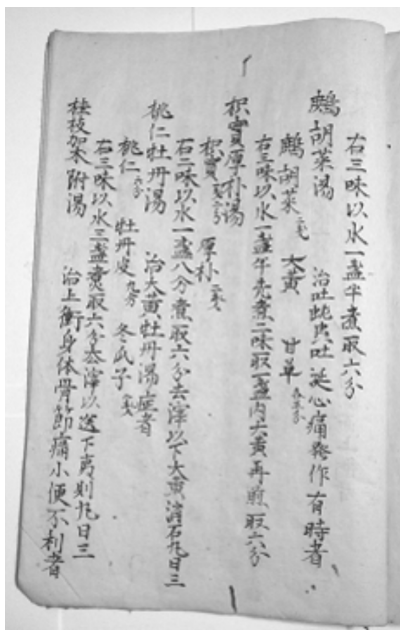 右三味以水一盞半煮取六分
鷓胡菜湯　治吐蚘或吐涎心痛発作有時者
鷓胡菜　大黄　甘草
右三味以水一盞半先煮二味取一盞内大黄再煎取六分
枳實厚朴湯
枳實　厚朴
右二味以水一盞八分煮取六分去滓以下大黄消石凡日三
桃仁牡丹湯　治大黄牡丹湯症者
桃仁　牡丹皮　冬瓜子
右三味以水三盞煮取六分去滓以下則凡日三
桂枝加朮附湯　治上衝身体骨節痛小便不利者